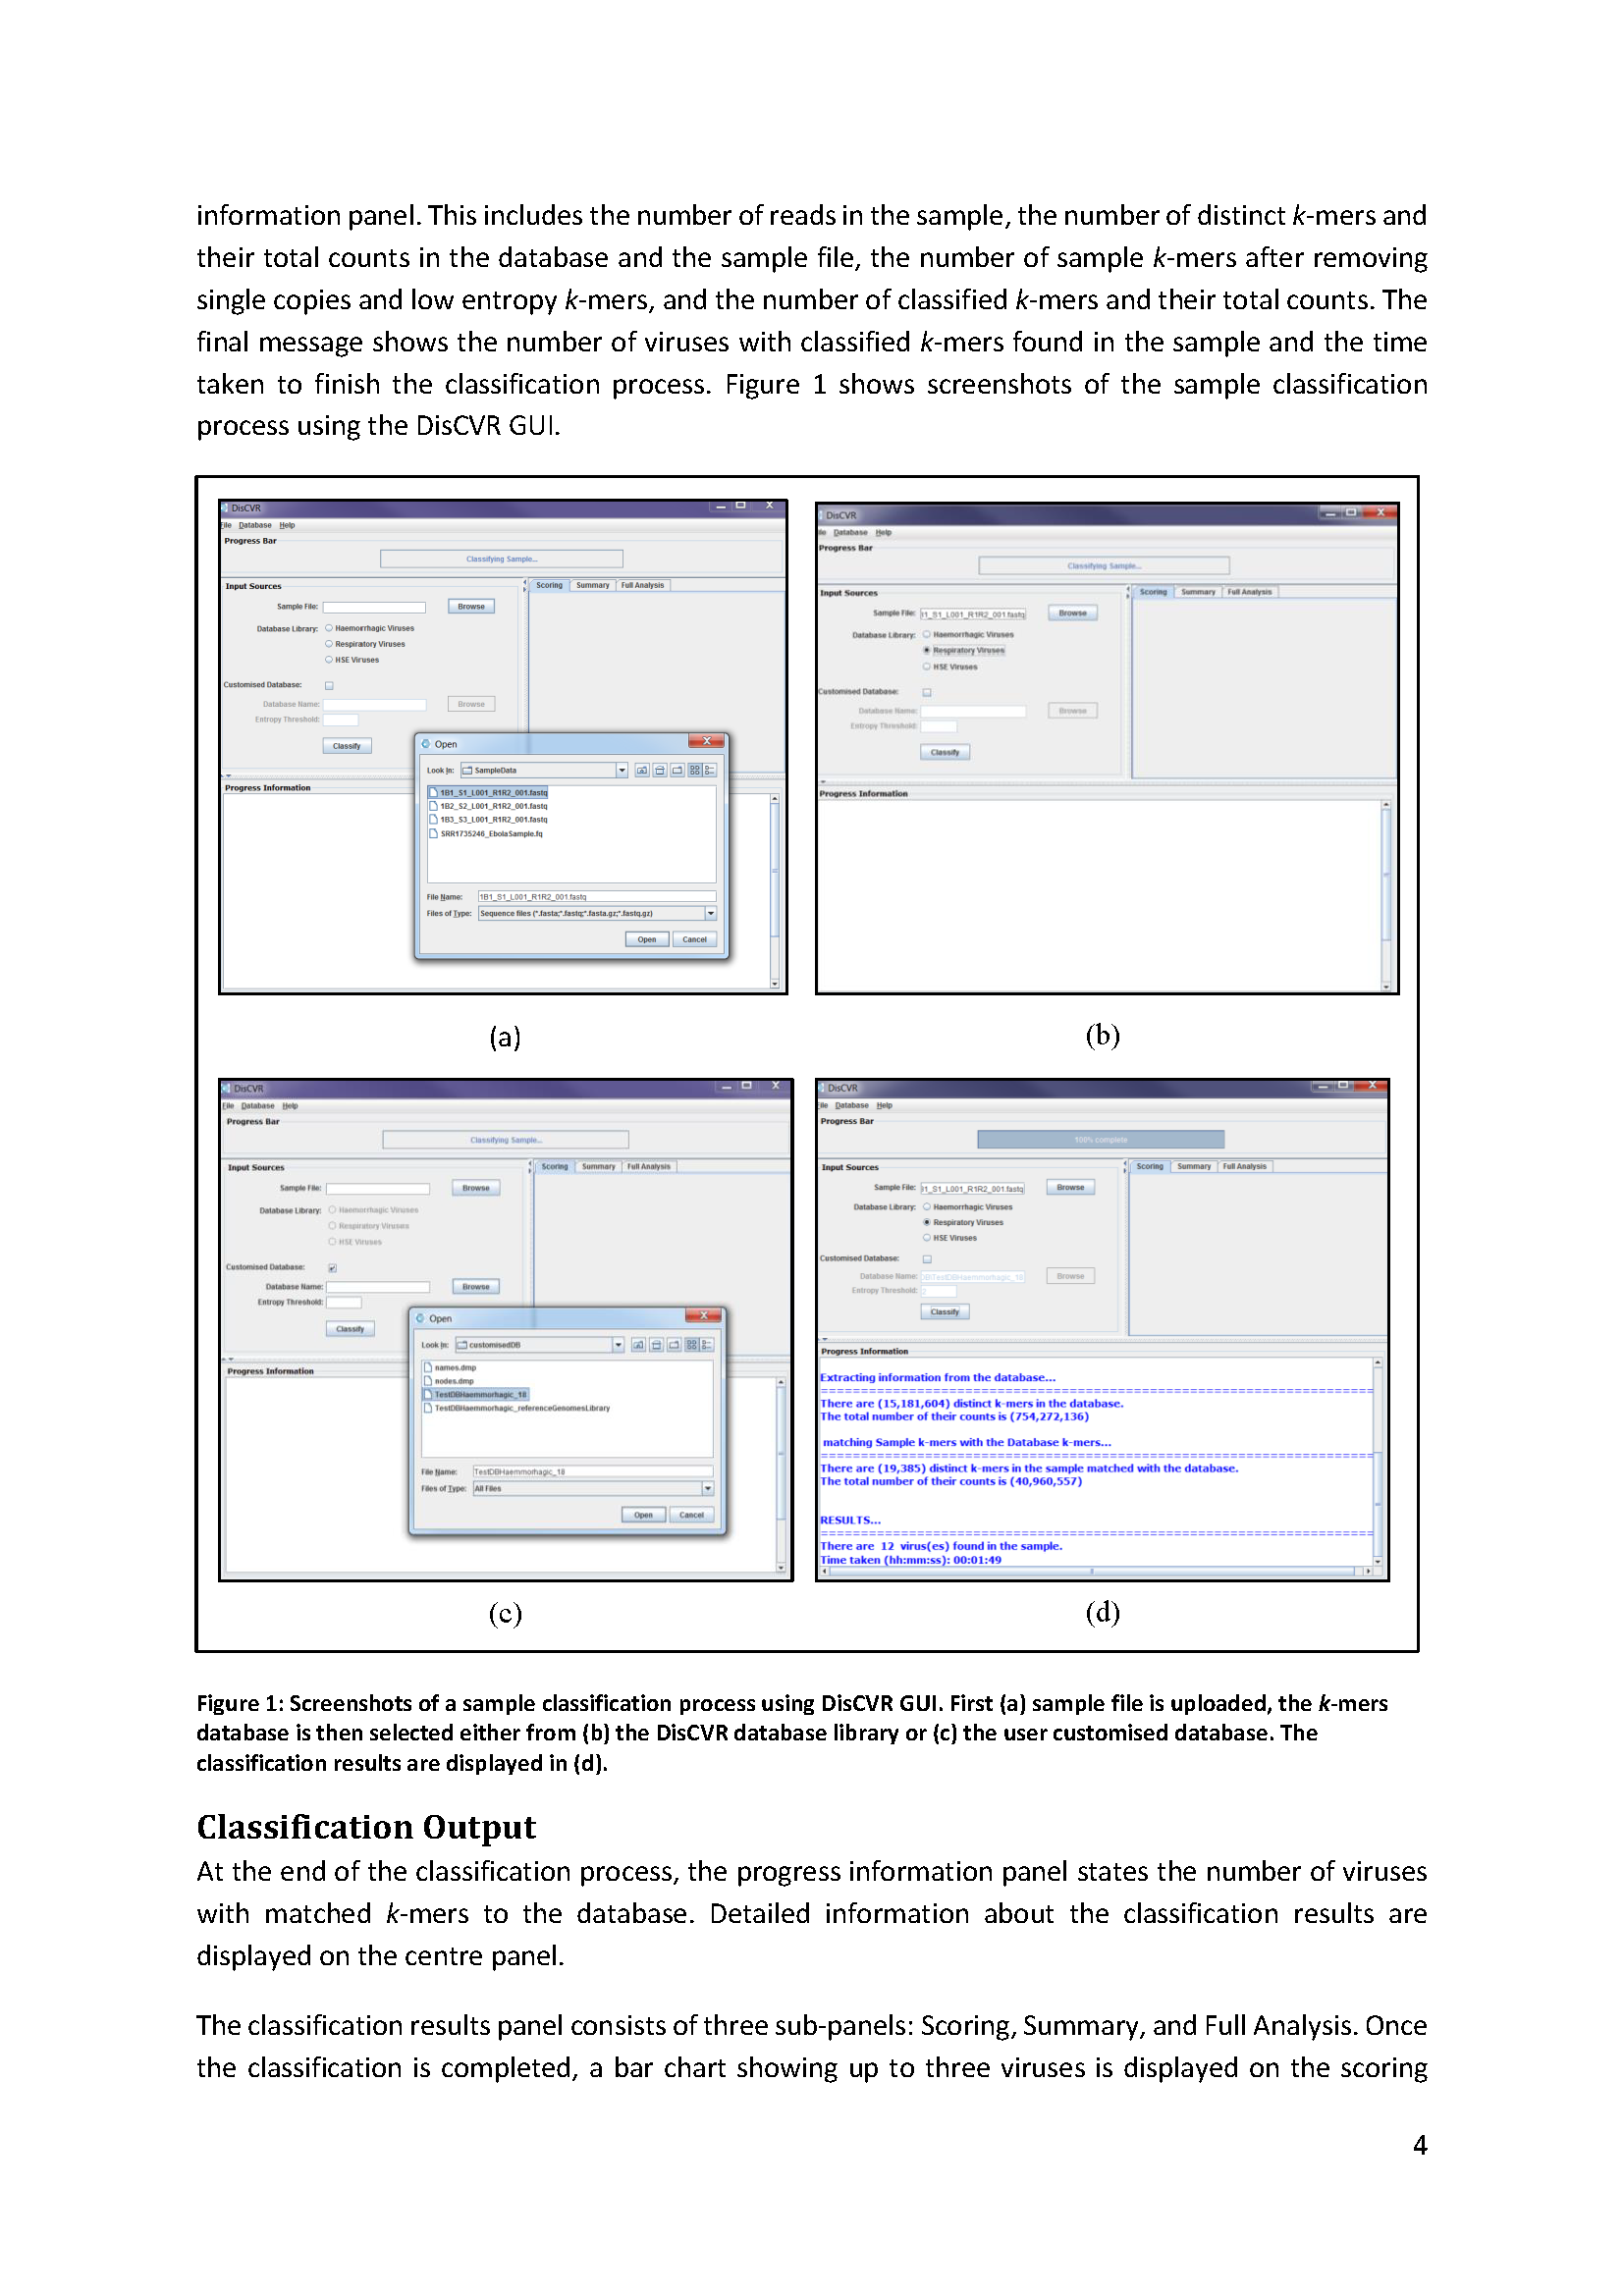 information panel. This includes the number of reads in the sample, the number of distinct k-mers and
their total counts in the database and the sample file, the number of sample k-mers after removing
single copies and low entropy k-mers, and the number of classified k-mers and their total counts. The
final message shows the number of viruses with classified k-mers found in the sample and the time
taken to finish the classification process. Figure 1 shows screenshots of the sample classification
process using the DisCVR GUI.
DisCVR
File Database Help
Progress Bar
Classifying Sample...
Input Sources
Scoring Summary Full Analysis
Sample File: Browse
Database Library: Haemorrhagic Viruses
Respiratory Viruses
HSE Viruses
Customised Database:
Database Name: Browse
Entropy Threshold:
Classify
Progress Information
Open
Look In: SampleData
1B1_S1_L001_R1R2_001.fastq
1B2_S2_L001_R1R2_001.fastq
1B3_S3_L001_R1R2_001.fastq
SRR1735246_EbolaSample.fq
File Name: 1B1_S1_L001_R1R2_001.fastq
Files of Type: Sequence files (*.fasta;*.fastq;*.fasta.gz;*.fastq.gz)
Open Cancel
(a)
DisCVR
ile Database Help
Progress Bar
Classifying Sample...
Input Sources
Scoring Summary Full Analysis
Sample File: I1_S1_L001_R1R2_001.fastq Browse
Database Library: Haemorrhagic Viruses
Respiratory Viruses
HSE Viruses
Customised Database:
Database Name: Browse
Entropy Threshold:
Classify
Progress Information
(b)
DisCVR
File Database Help
Progress Bar
Classifying Sample...
Input Sources
Scoring Summary Full Analysis
Sample File: Browse
Database Library: Haemorrhagic Viruses
Respiratory Viruses
HSE Viruses
Customised Database:
Database Name: Browse
Entropy Threshold:
Classify
Progress Information
Open
Look In: customisedDB
names.dmp
nodes.dmp
TestDBHaemmorhagic_18
TestDBHaemmorhagic_referenceGenomesLibrary
File Name: TestDBHaemmorhagic_18
Files of Type: All Files
Open Cancel
(c)
DisCVR
File Database Help
Progress Bar
100% complete
Input Sources
Scoring Summary Full Analysis
Sample File: I1_S1_L001_R1R2_001.fastq Browse
Database Library: Haemorrhagic Viruses
Respiratory Viruses
HSE Viruses
Customised Database:
Database Name: DB\TestDBHaemmorhagic_18 Browse
Entropy Threshold: 2
Classify
Progress Information
Extracting information from the database...
There are (15,181,604) distinct k-mers in the database.
The total number of their counts is (754,272,136)
matching Sample k-mers with the Database k-mers...
There are (19,385) distinct k-mers in the sample matched with the database.
The total number of their counts is (40,960,557)
RESULTS...
There are 12 virus(es) found in the sample.
Time taken (hh:mm:ss): 00:01:49
(d)
Figure 1: Screenshots of a sample classification process using DisCVR GUI. First (a) sample file is uploaded, the k-mers
database is then selected either from (b) the DisCVR database library or (c) the user customised database. The
classification results are displayed in (d).
Classification Output
At the end of the classification process, the progress information panel states the number of viruses
with matched k-mers to the database. Detailed information about the classification results are
displayed on the centre panel.
The classification results panel consists of three sub-panels: Scoring, Summary, and Full Analysis. Once
the classification is completed, a bar chart showing up to three viruses is displayed on the scoring
4